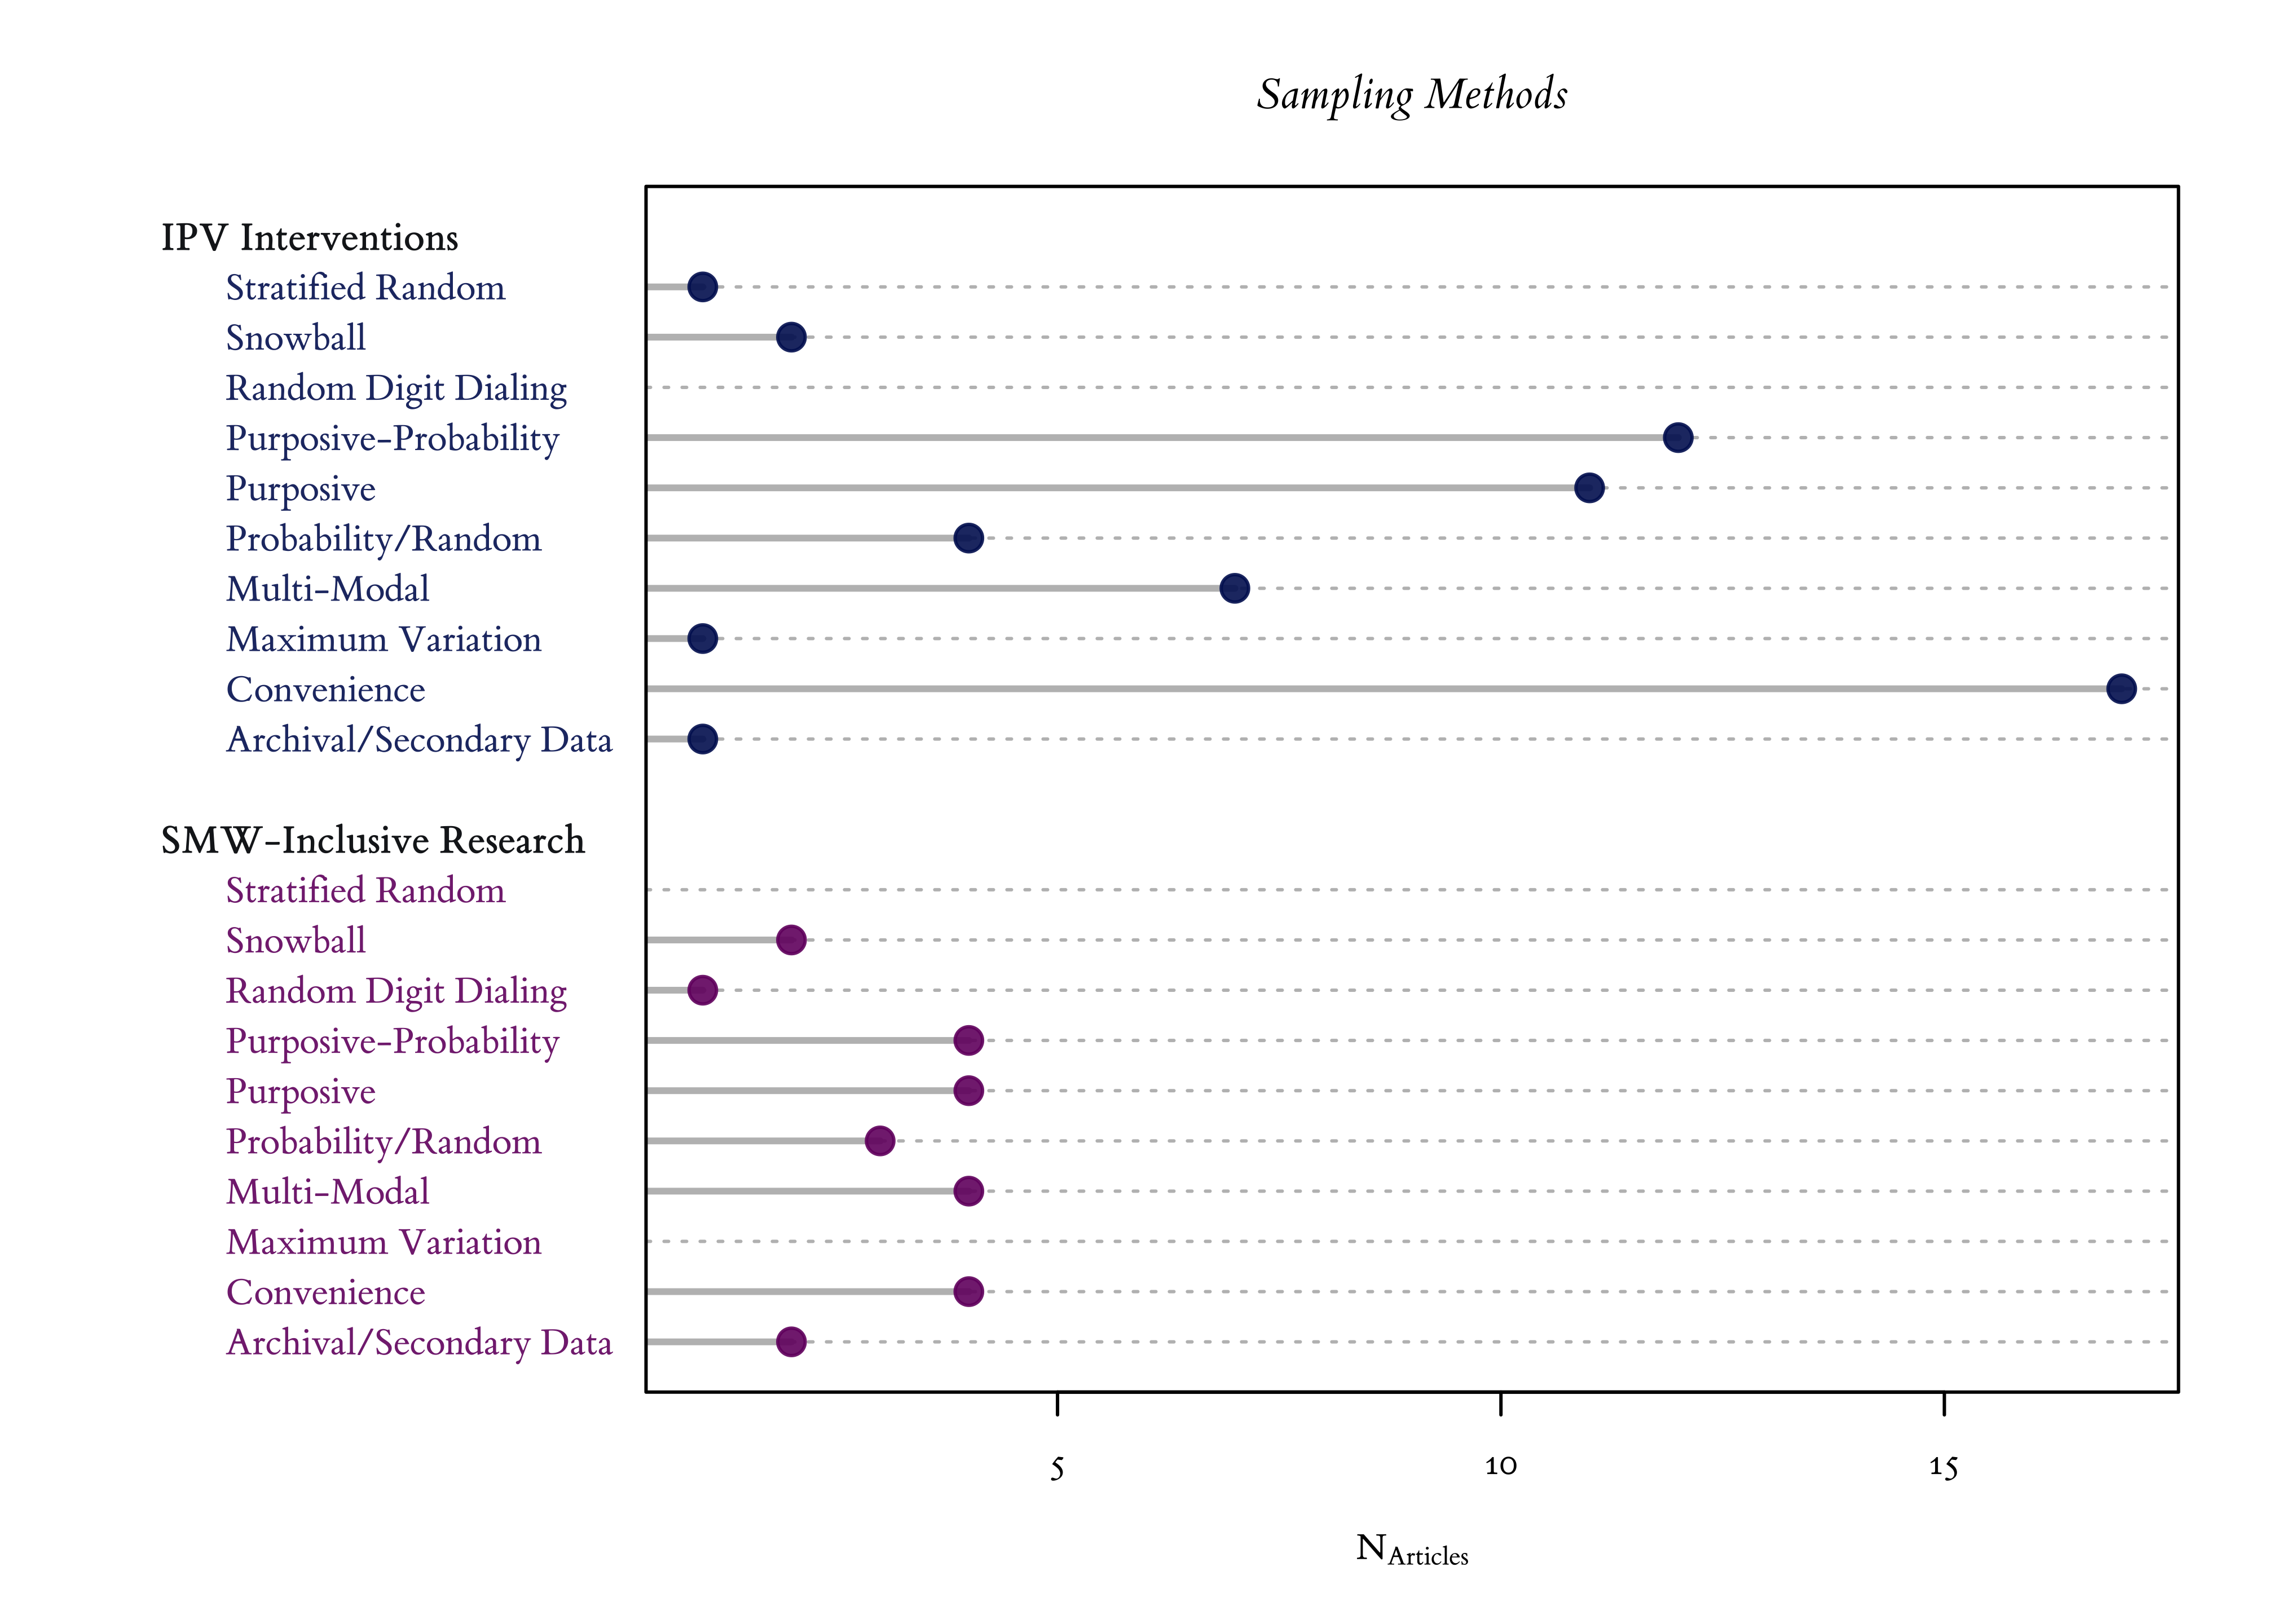 Sampling Methods
IPV Interventions
Stratified Random
Snowball
Random Digit Dialing
Purposive-Probability
Purposive
Probability/Random
Multi-Modal
Maximum Variation
Convenience
Archival/Secondary Data
SMW-Inclusive Research
Stratified Random
Snowball
Random Digit Dialing
Purposive-Probability
Purposive
Probability/Random
Multi-Modal
Maximum Variation
Convenience
Archival/Secondary Data
5 10 15
NArticles